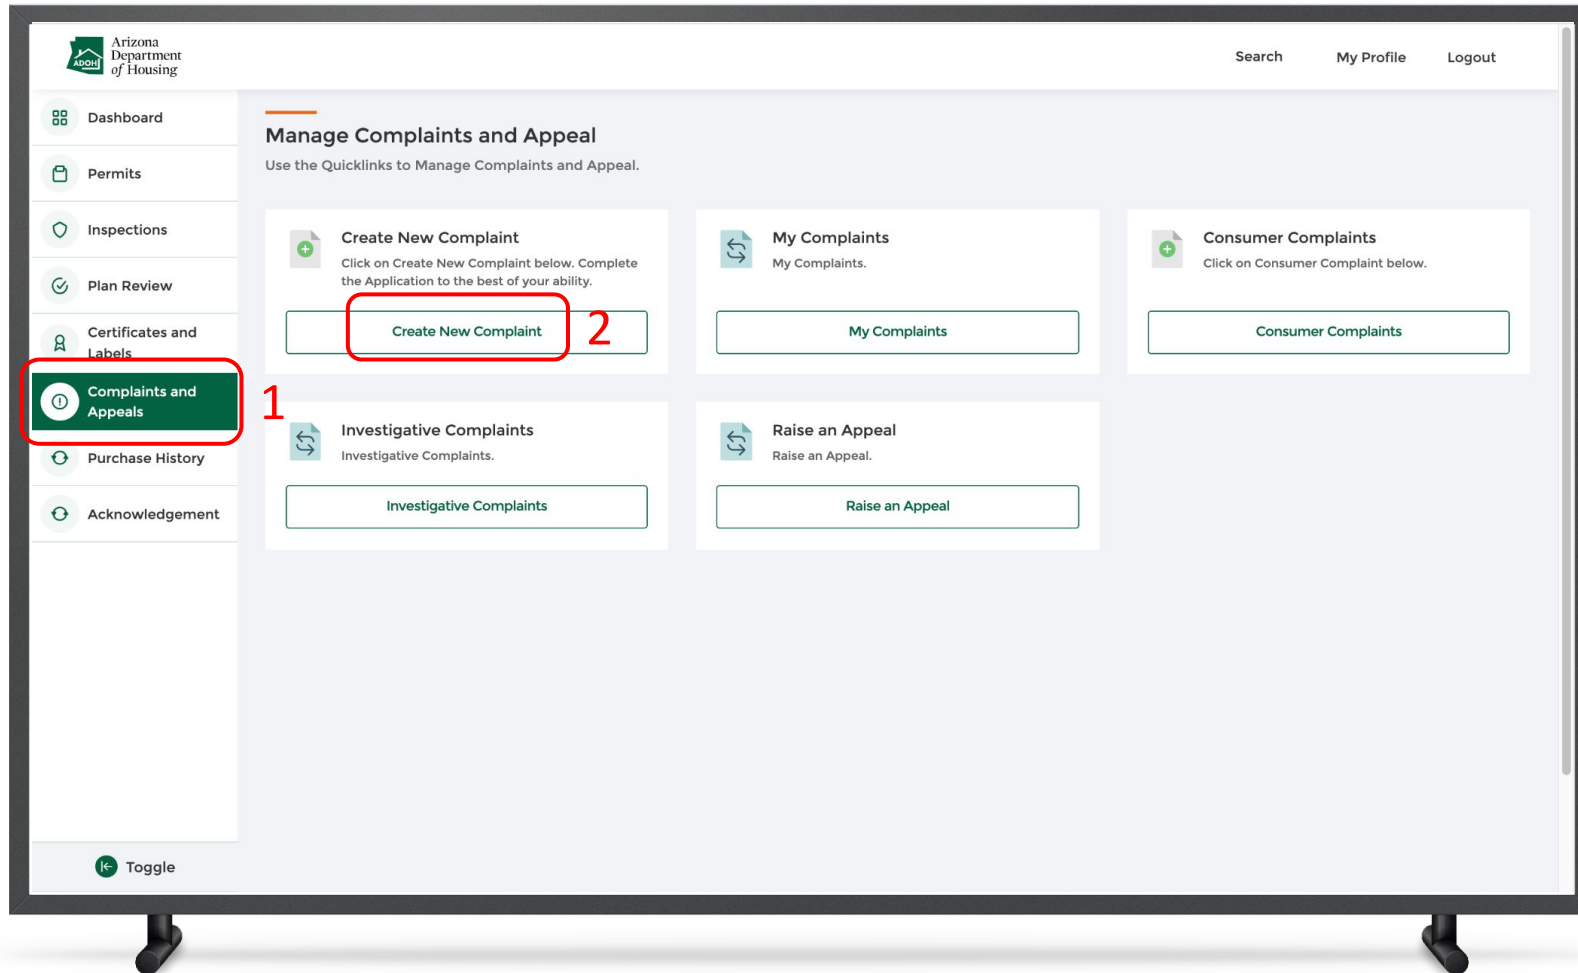 Arizona
Department
of Housing
ADOH
Search
My Profile
Logout
Dashboard
Permits
Inspections
Plan Review
Certificates and
Labels
Complaints and
Appeals
1
Purchase History
Acknowledgement
Toggle
Manage Complaints and Appeal
Use the Quicklinks to Manage Complaints and Appeal.
Create New Complaint
Click on Create New Complaint below. Complete
the Application to the best of your ability.
Create New Complaint
2
My Complaints
My Complaints.
My Complaints
Consumer Complaints
Click on Consumer Complaint below.
Consumer Complaints
Investigative Complaints
Investigative Complaints.
Investigative Complaints
Raise an Appeal
Raise an Appeal.
Raise an Appeal